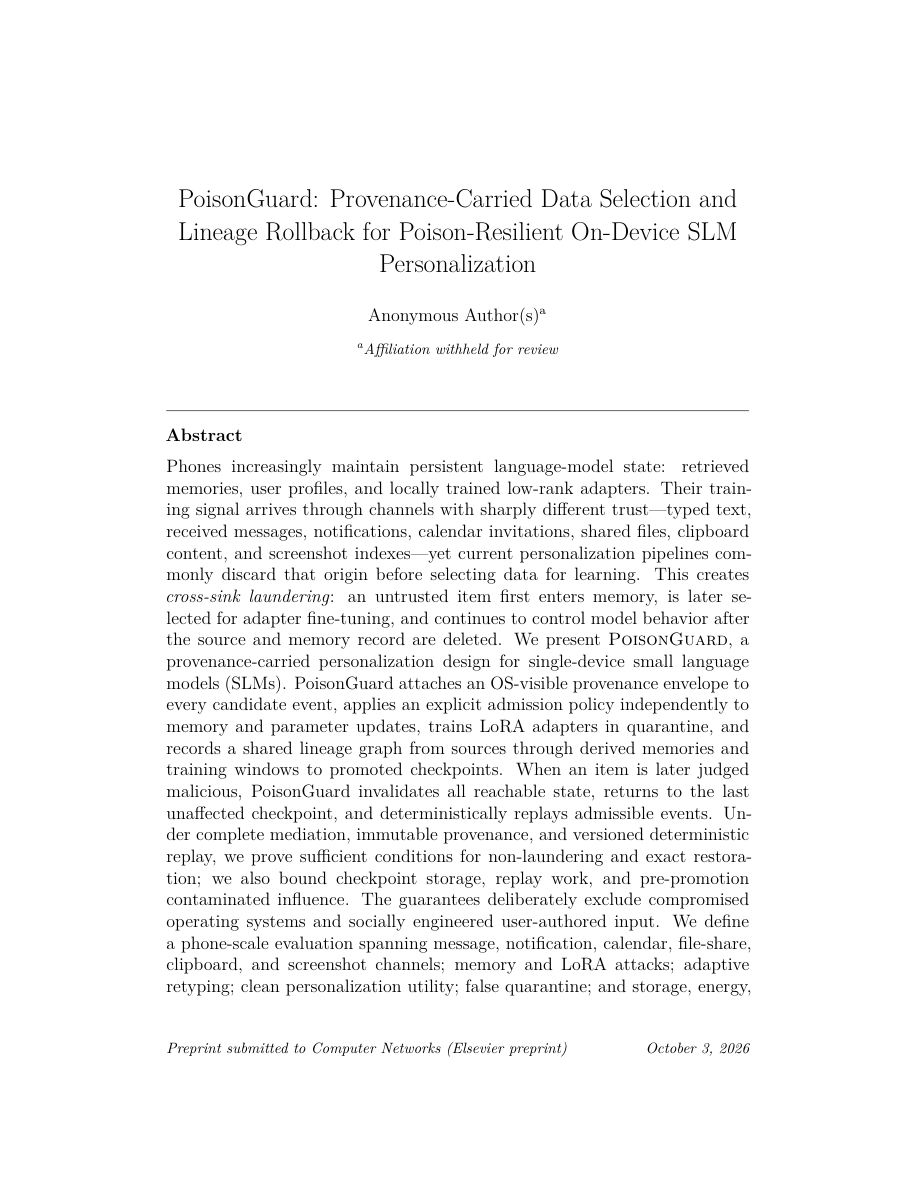 PoisonGuard: Provenance-Carried Data Selection and
Lineage Rollback for Poison-Resilient On-Device SLM
Personalization
Anonymous Author(s)ᵃ
ᵃAffiliation withheld for review
Abstract
Phones increasingly maintain persistent language-model state: retrieved
memories, user profiles, and locally trained low-rank adapters. Their train-
ing signal arrives through channels with sharply different trust—typed text,
received messages, notifications, calendar invitations, shared files, clipboard
content, and screenshot indexes—yet current personalization pipelines com-
monly discard that origin before selecting data for learning. This creates
cross-sink laundering: an untrusted item first enters memory, is later se-
lected for adapter fine-tuning, and continues to control model behavior after
the source and memory record are deleted. We present PoisonGuard, a
provenance-carried personalization design for single-device small language
models (SLMs). PoisonGuard attaches an OS-visible provenance envelope to
every candidate event, applies an explicit admission policy independently to
memory and parameter updates, trains LoRA adapters in quarantine, and
records a shared lineage graph from sources through derived memories and
training windows to promoted checkpoints. When an item is later judged
malicious, PoisonGuard invalidates all reachable state, returns to the last
unaffected checkpoint, and deterministically replays admissible events. Un-
der complete mediation, immutable provenance, and versioned deterministic
replay, we prove sufficient conditions for non-laundering and exact restora-
tion; we also bound checkpoint storage, replay work, and pre-promotion
contaminated influence. The guarantees deliberately exclude compromised
operating systems and socially engineered user-authored input. We define
a phone-scale evaluation spanning message, notification, calendar, file-share,
clipboard, and screenshot channels; memory and LoRA attacks; adaptive
retyping; clean personalization utility; false quarantine; and storage, energy,
Preprint submitted to Computer Networks (Elsevier preprint) October 3, 2026